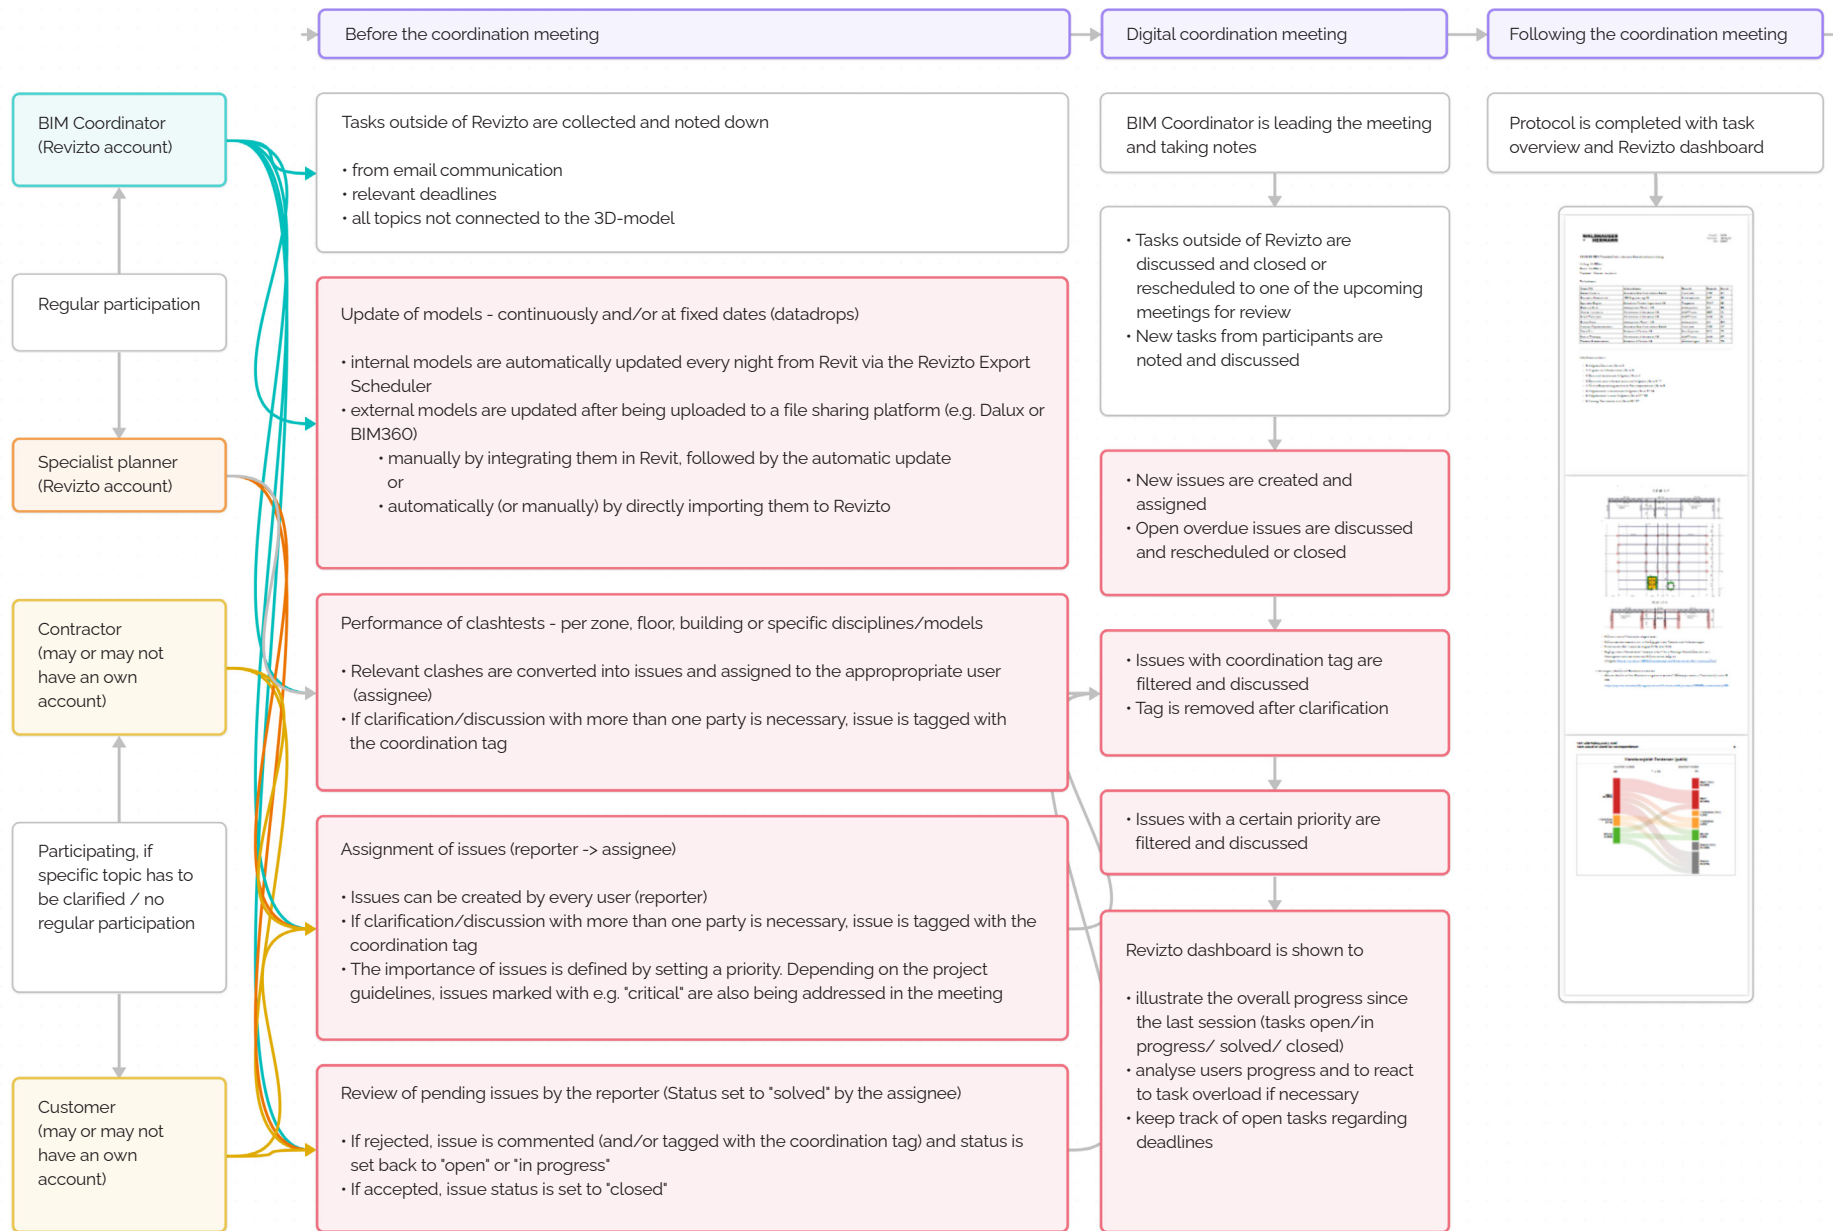 Before the coordination meeting
Digital coordination meeting
Following the coordination meeting
BIM Coordinator
(Revizto account)
Regular participation
Specialist planner
(Revizto account)
Contractor
(may or may not
have an own
account)
Participating, if
specific topic has to
be clarified / no
regular participation
Customer
(may or may not
have an own
account)
Tasks outside of Revizto are collected and noted down
• from email communication
• relevant deadlines
• all topics not connected to the 3D-model
Update of models - continuously and/or at fixed dates (datadrops)
• internal models are automatically updated every night from Revit via the Revizto Export
Scheduler
• external models are updated after being uploaded to a file sharing platform (e.g. Dalux or
BIM360)
• manually by integrating them in Revit, followed by the automatic update
or
• automatically (or manually) by directly importing them to Revizto
Performance of clashtests - per zone, floor, building or specific disciplines/models
• Relevant clashes are converted into issues and assigned to the appropropriate user
(assignee)
• If clarification/discussion with more than one party is necessary, issue is tagged with
the coordination tag
Assignment of issues (reporter -> assignee)
• Issues can be created by every user (reporter)
• If clarification/discussion with more than one party is necessary, issue is tagged with the
coordination tag
• The importance of issues is defined by setting a priority. Depending on the project
guidelines, issues marked with e.g. "critical" are also being addressed in the meeting
Review of pending issues by the reporter (Status set to "solved" by the assignee)
• If rejected, issue is commented (and/or tagged with the coordination tag) and status is
set back to "open" or "in progress"
• If accepted, issue status is set to "closed"
BIM Coordinator is leading the meeting
and taking notes
• Tasks outside of Revizto are
discussed and closed or
rescheduled to one of the upcoming
meetings for review
• New tasks from participants are
noted and discussed
• New issues are created and
assigned
• Open overdue issues are discussed
and rescheduled or closed
• Issues with coordination tag are
filtered and discussed
• Tag is removed after clarification
• Issues with a certain priority are
filtered and discussed
Revizto dashboard is shown to
• illustrate the overall progress since
the last session (tasks open/in
progress/ solved/ closed)
• analyse users progress and to react
to task overload if necessary
• keep track of open tasks regarding
deadlines
Protocol is completed with task
overview and Revizto dashboard
WALDHAUSER
HERMANN